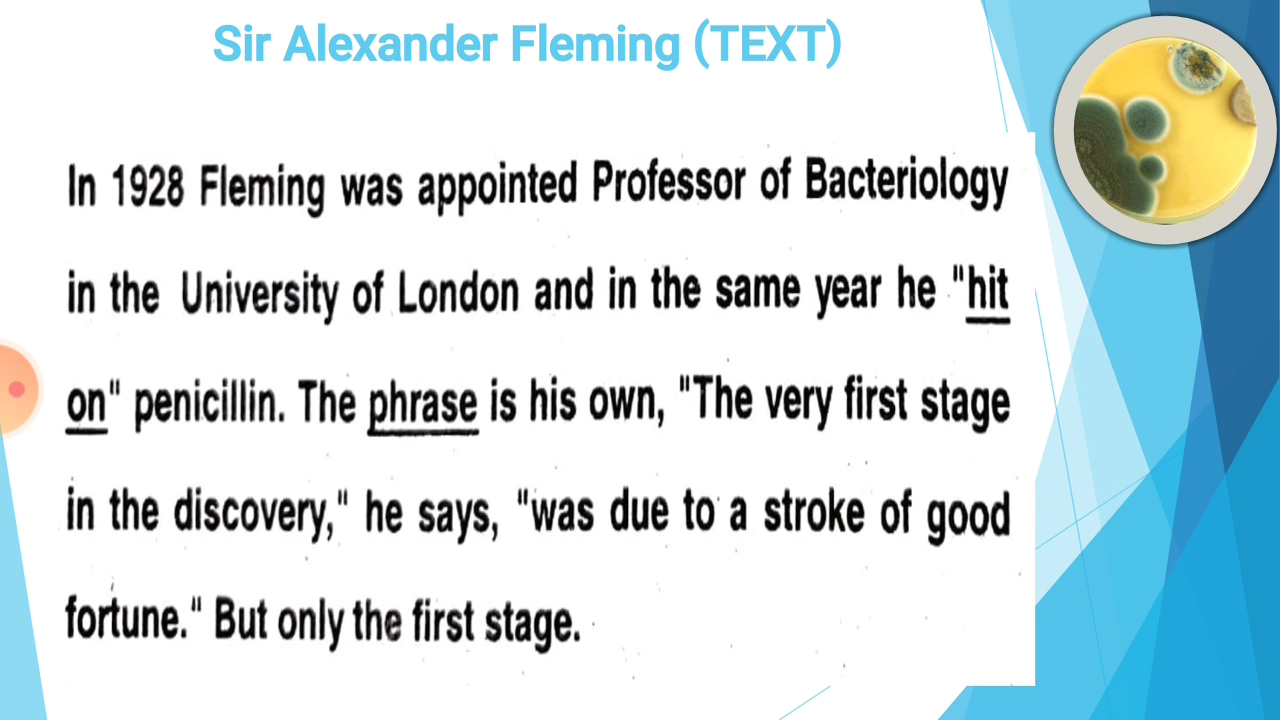 Sir Alexander Fleming (TEXT)
In 1928 Fleming was appointed Professor of Bacteriology
in the University of London and in the same year he "hit
on" penicillin. The phrase is his own, "The very first stage
in the discovery," he says, "was due to a stroke of good
fortune." But only the first stage.